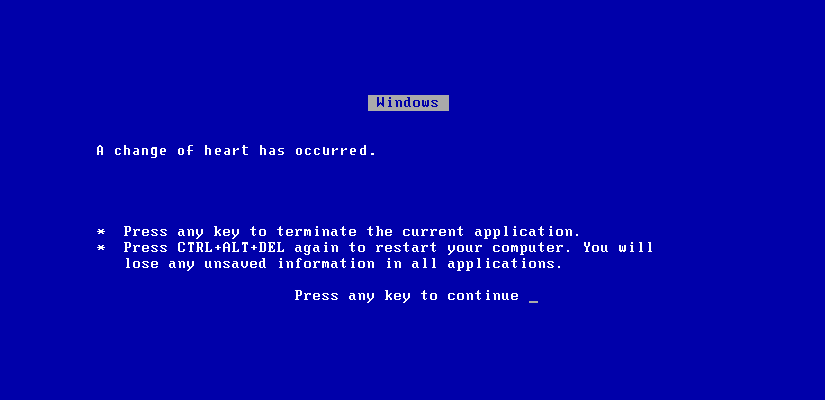 Windows
A change of heart has occurred.
* Press any key to terminate the current application.
* Press CTRL+ALT+DEL again to restart your computer. You will
lose any unsaved information in all applications.
Press any key to continue _